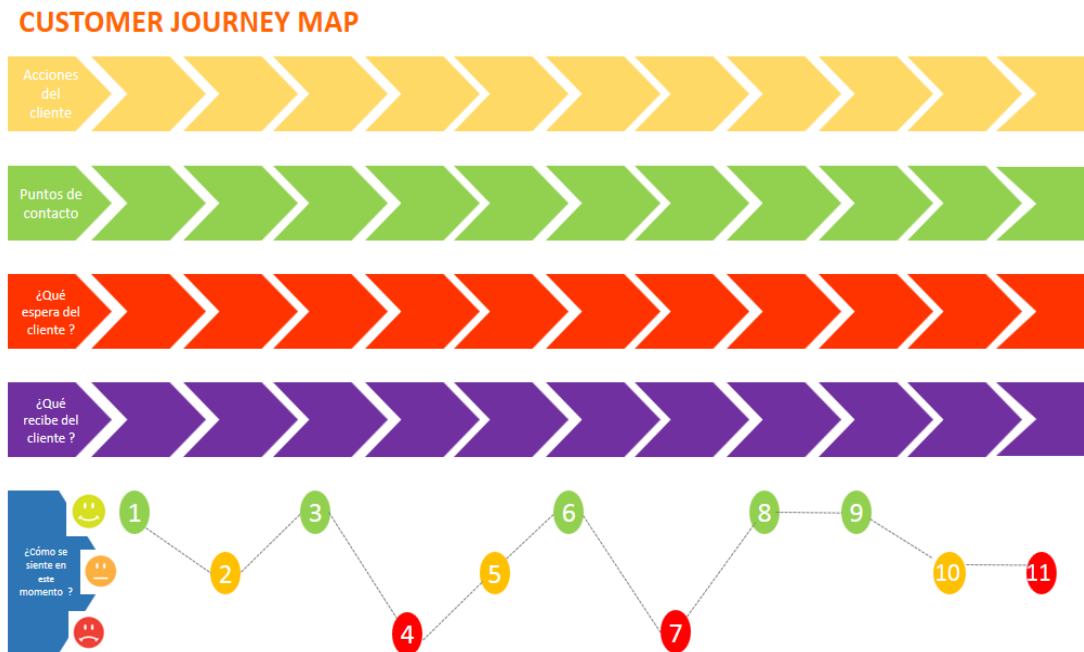 CUSTOMER JOURNEY MAP
Acciones
del
cliente
Puntos de
contacto
¿Qué
espera del
cliente ?
¿Qué
recibe del
cliente ?
¿Cómo se
siente en
este
momento ?
1
2
3
4
5
6
7
8
9
10
11